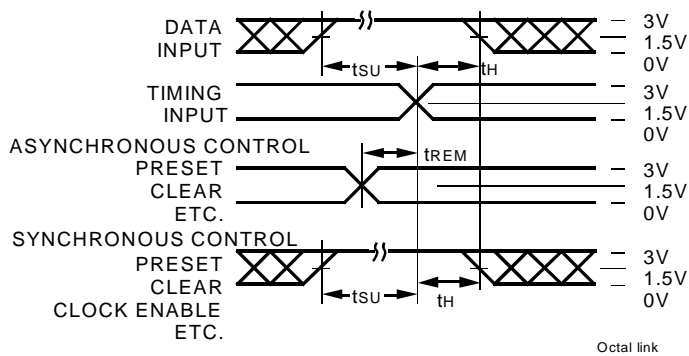 DATA
INPUT
3V
1.5V
0V
tSU
tH
TIMING
INPUT
3V
1.5V
0V
ASYNCHRONOUS CONTROL
PRESET
CLEAR
ETC.
tREM
3V
1.5V
0V
SYNCHRONOUS CONTROL
PRESET
CLEAR
CLOCK ENABLE
ETC.
tSU
tH
3V
1.5V
0V
Octal link